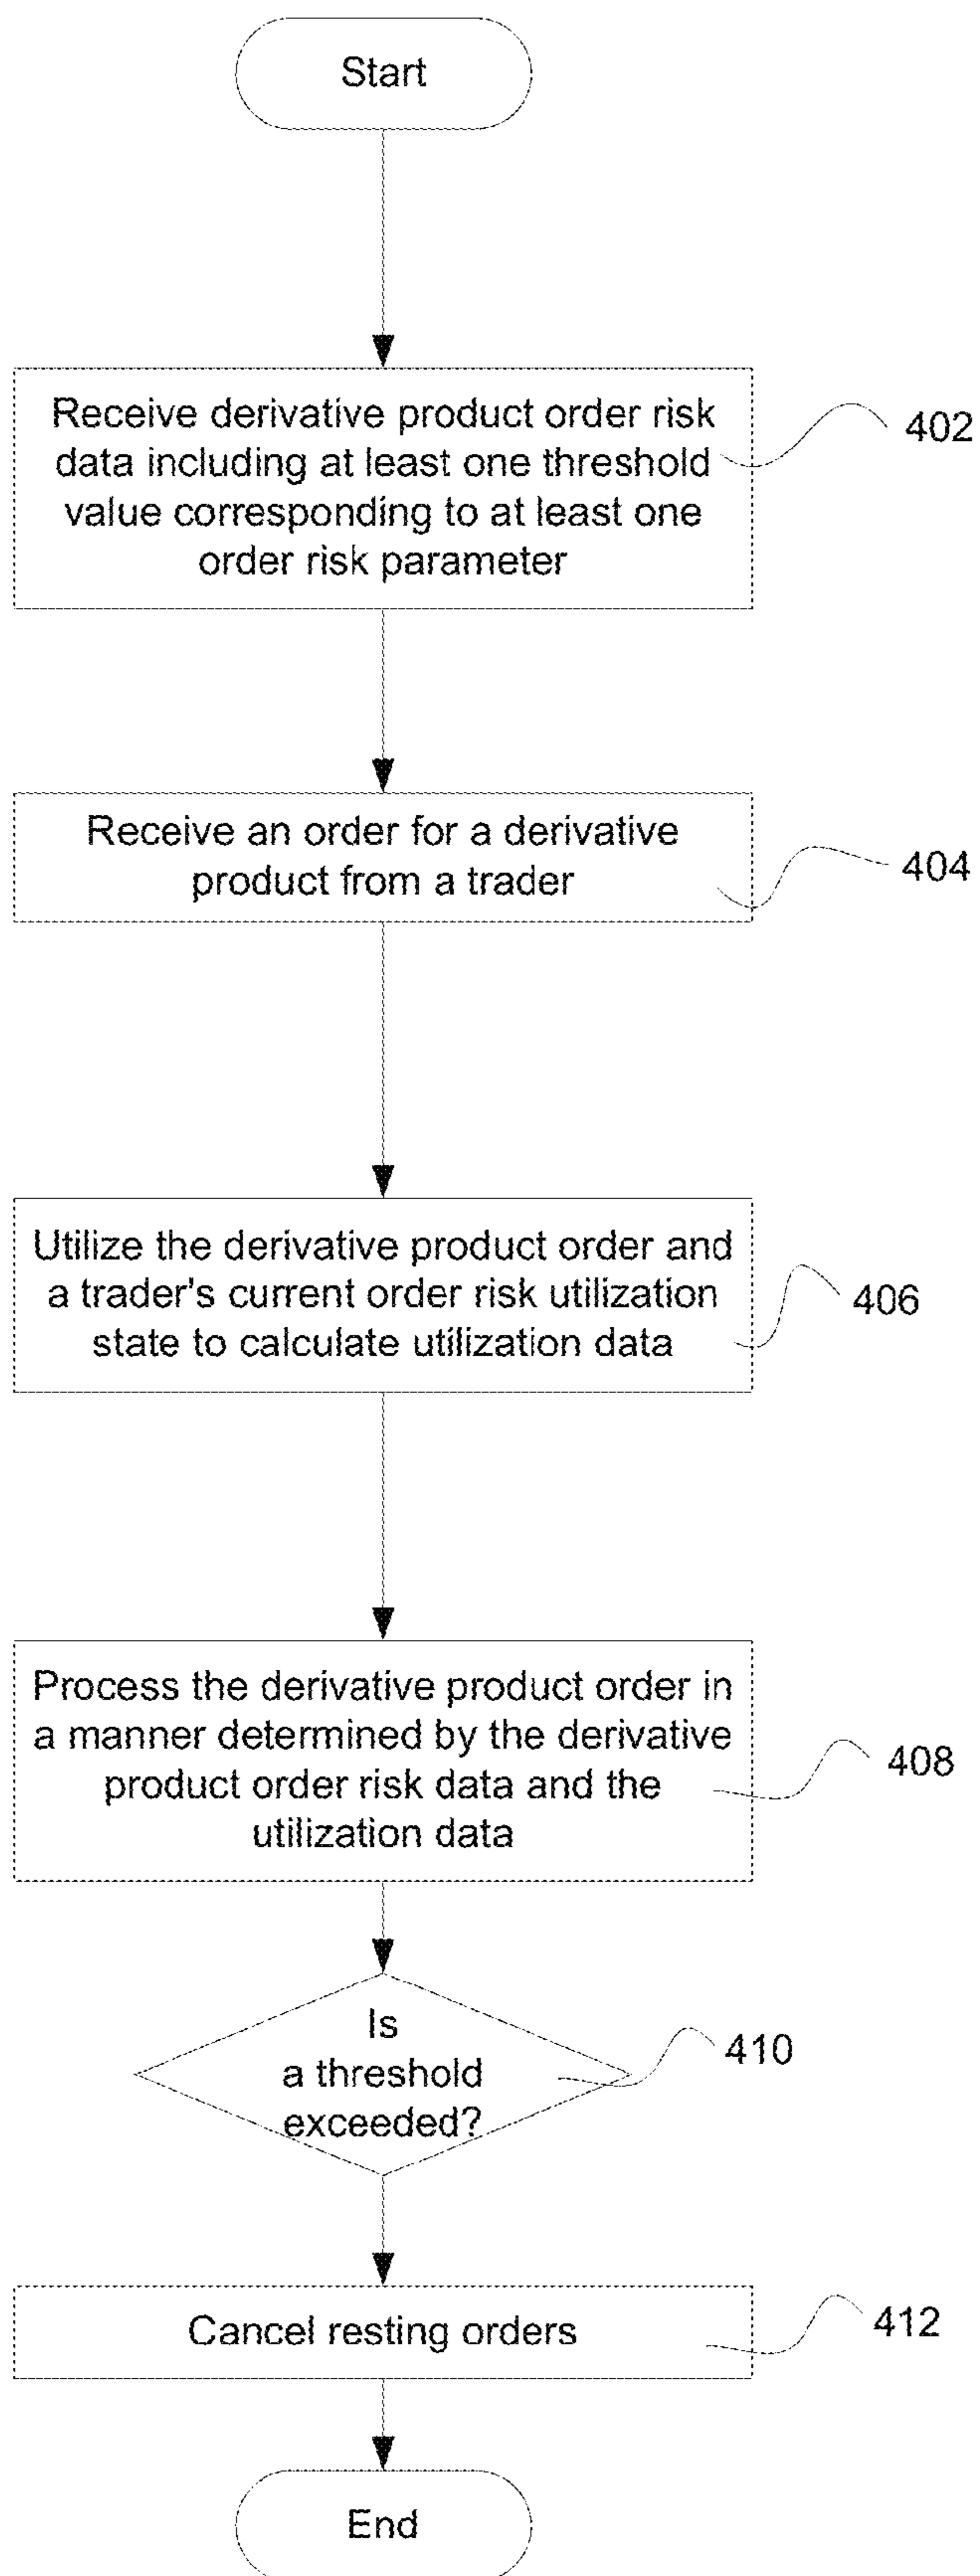 Start
Receive derivative product order risk
data including at least one threshold
value corresponding to at least one
order risk parameter
402
Receive an order for a derivative
product from a trader
404
Utilize the derivative product order and
a trader's current order risk utilization
state to calculate utilization data
406
Process the derivative product order in
a manner determined by the derivative
product order risk data and the
utilization data
408
Is
a threshold
exceeded?
410
Cancel resting orders
412
End